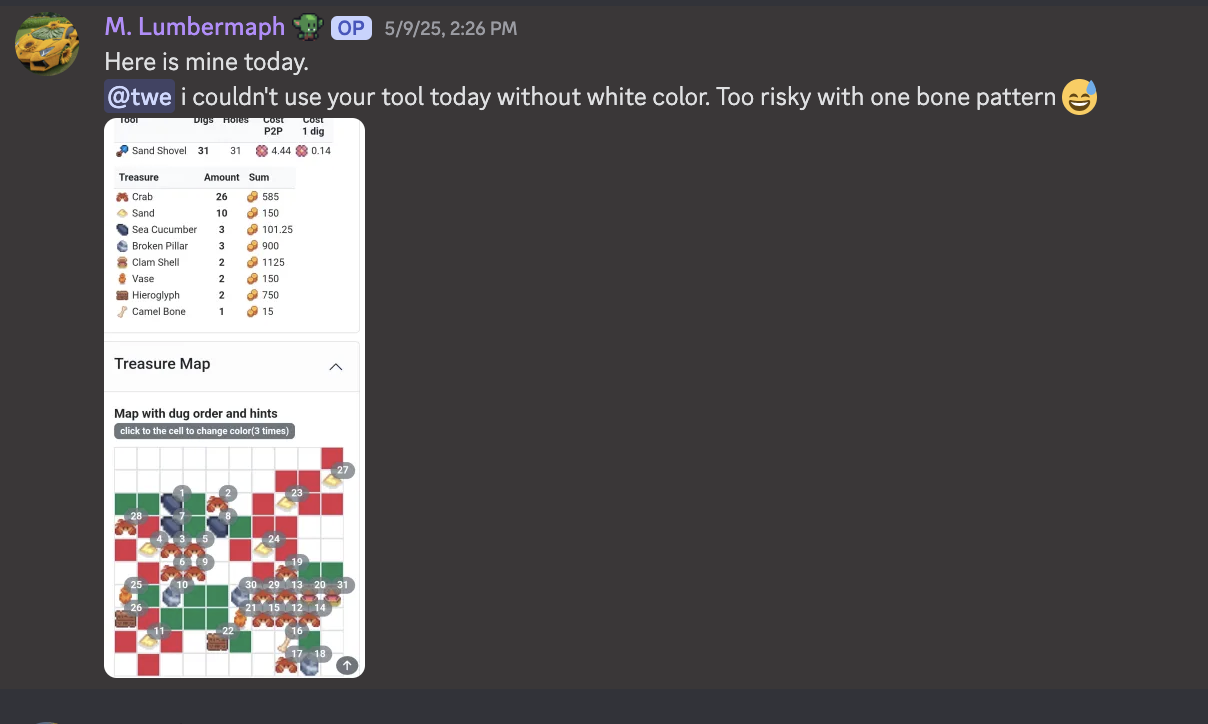 M. Lumbermaph OP 5/9/25, 2:26 PM
Here is mine today.
@twe i couldn't use your tool today without white color. Too risky with one bone pattern
Tool Digs Holes Cost P2P Cost 1 dig
Sand Shovel 31 31 4.44 0.14
Treasure Amount Sum
Crab 26 585
Sand 10 150
Sea Cucumber 3 101.25
Broken Pillar 3 900
Clam Shell 2 1125
Vase 2 150
Hieroglyph 2 750
Camel Bone 1 15
Treasure Map
Map with dug order and hints
click to the cell to change color(3 times)
27
1 2 23
28 7 8
4 3 5 24
6 9 19
25 10 30 29 13 20 31
26 21 15 12 14
11 22 16
17 18